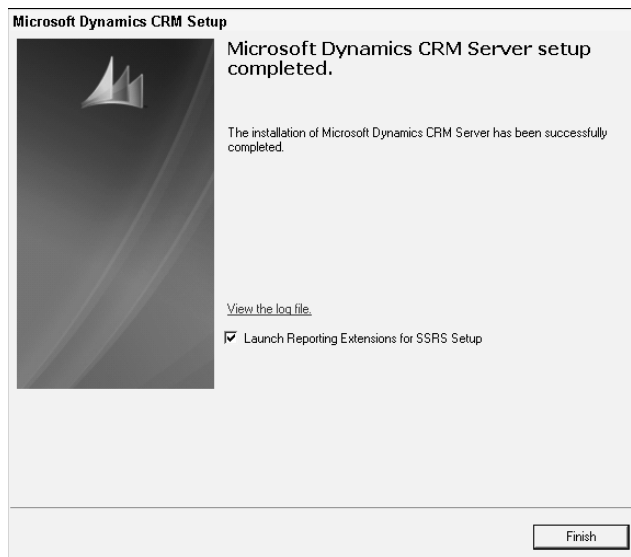 Microsoft Dynamics CRM Setup
Microsoft Dynamics CRM Server setup
completed.
The installation of Microsoft Dynamics CRM Server has been successfully
completed.
View the log file.
Launch Reporting Extensions for SSRS Setup
Finish